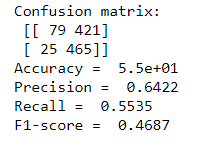 Confusion matrix:
[[ 79 421]
[ 25 465]]
Accuracy =  5.5e+01
Precision =  0.6422
Recall =  0.5535
F1-score =  0.4687